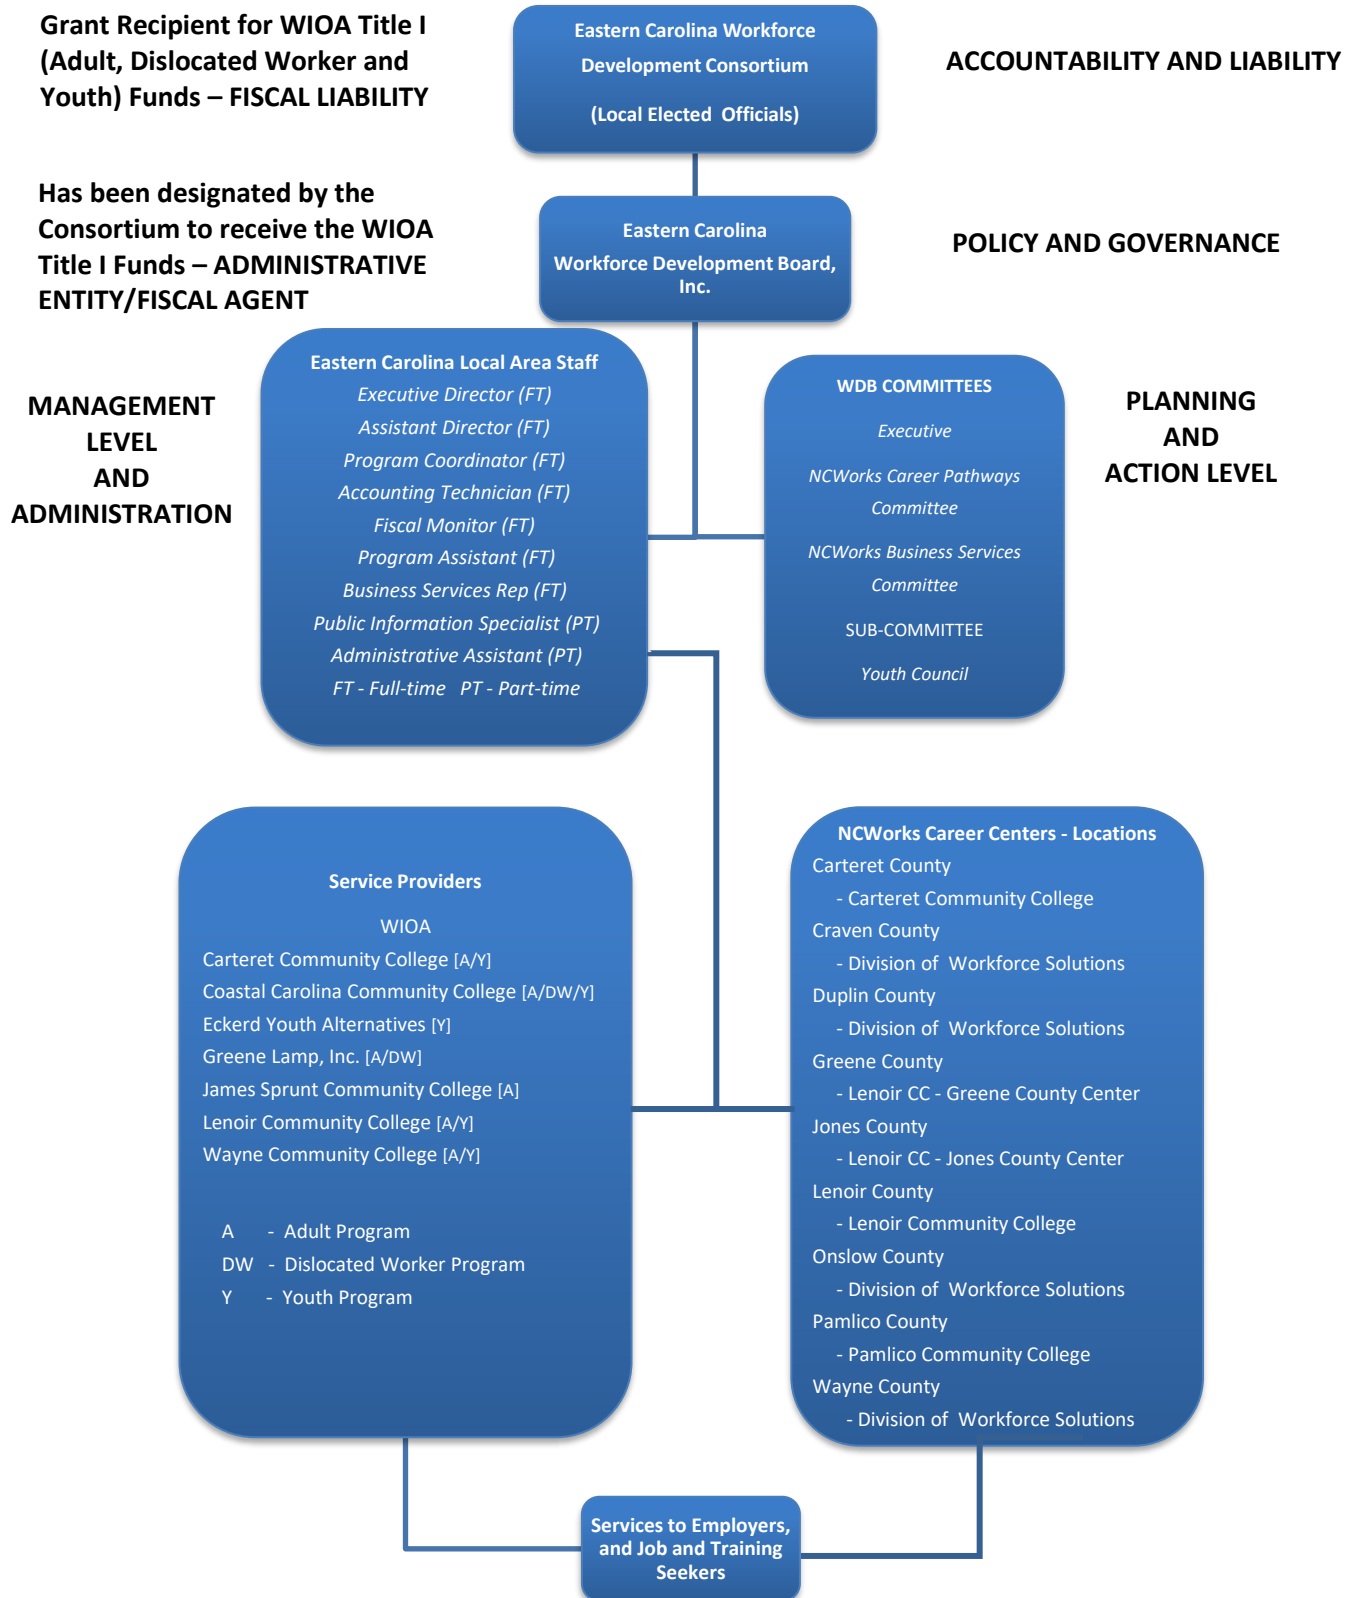 Grant Recipient for WIOA Title I
(Adult, Dislocated Worker and
Youth) Funds – FISCAL LIABILITY
Eastern Carolina Workforce
Development Consortium
(Local Elected Officials)
ACCOUNTABILITY AND LIABILITY
Has been designated by the
Consortium to receive the WIOA
Title I Funds – ADMINISTRATIVE
ENTITY/FISCAL AGENT
Eastern Carolina
Workforce Development Board,
Inc.
POLICY AND GOVERNANCE
MANAGEMENT
LEVEL
AND
ADMINISTRATION
Eastern Carolina Local Area Staff
Executive Director (FT)
Assistant Director (FT)
Program Coordinator (FT)
Accounting Technician (FT)
Fiscal Monitor (FT)
Program Assistant (FT)
Business Services Rep (FT)
Public Information Specialist (PT)
Administrative Assistant (PT)
FT - Full-time PT - Part-time
WDB COMMITTEES
Executive
NCWorks Career Pathways
Committee
NCWorks Business Services
Committee
SUB-COMMITTEE
Youth Council
PLANNING
AND
ACTION LEVEL
Service Providers
WIOA
Carteret Community College [A/Y]
Coastal Carolina Community College [A/DW/Y]
Eckerd Youth Alternatives [Y]
Greene Lamp, Inc. [A/DW]
James Sprunt Community College [A]
Lenoir Community College [A/Y]
Wayne Community College [A/Y]
A - Adult Program
DW - Dislocated Worker Program
Y - Youth Program
NCWorks Career Centers - Locations
Carteret County
- Carteret Community College
Craven County
- Division of Workforce Solutions
Duplin County
- Division of Workforce Solutions
Greene County
- Lenoir CC - Greene County Center
Jones County
- Lenoir CC - Jones County Center
Lenoir County
- Lenoir Community College
Onslow County
- Division of Workforce Solutions
Pamlico County
- Pamlico Community College
Wayne County
- Division of Workforce Solutions
Services to Employers,
and Job and Training
Seekers